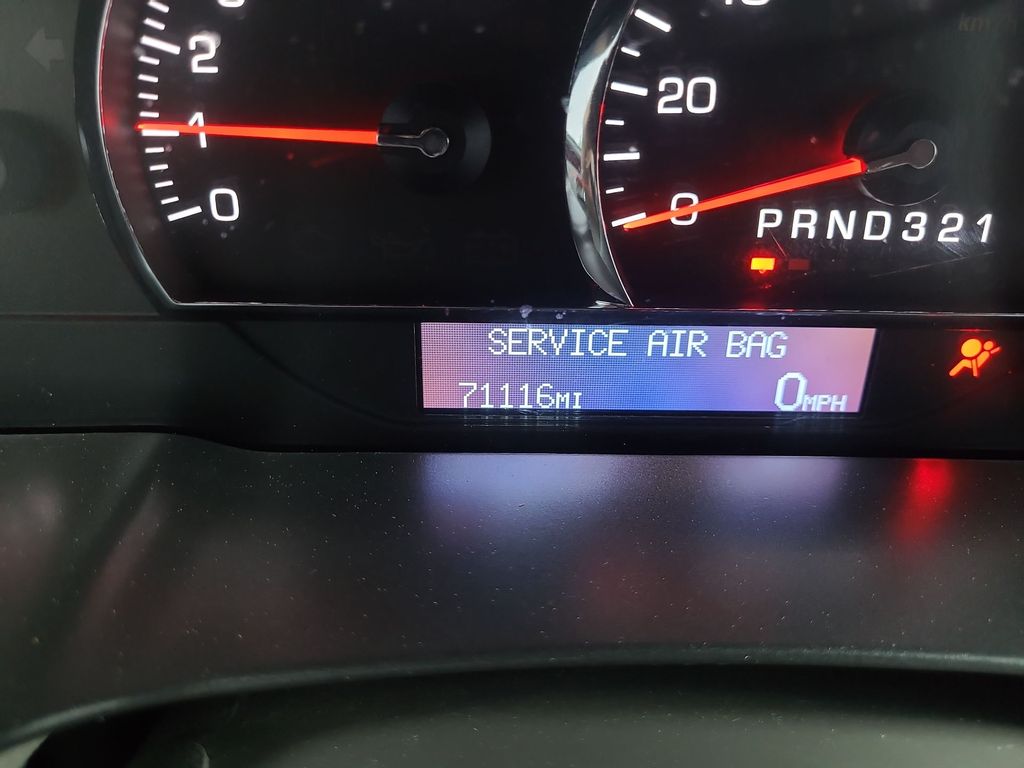 2
1
0
20
0
PRND321
SERVICE AIR BAG
71116MI 0MPH